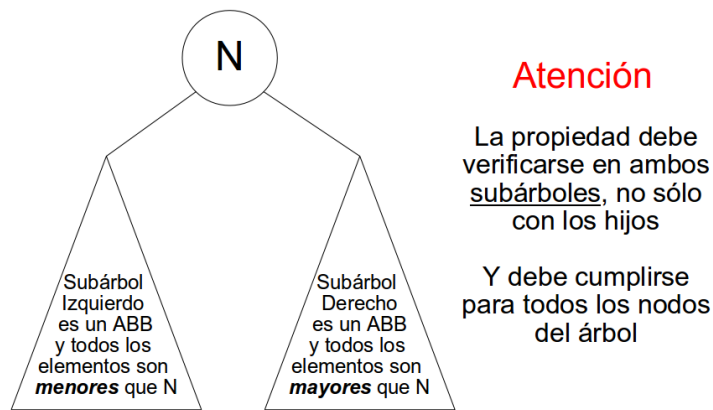 N
Atención
La propiedad debe
verificarse en ambos
subárboles, no sólo
con los hijos
Y debe cumplirse
para todos los nodos
del árbol
Subárbol
Izquierdo
es un ABB
y todos los
elementos son
menores que N
Subárbol
Derecho
es un ABB
y todos los
elementos son
mayores que N